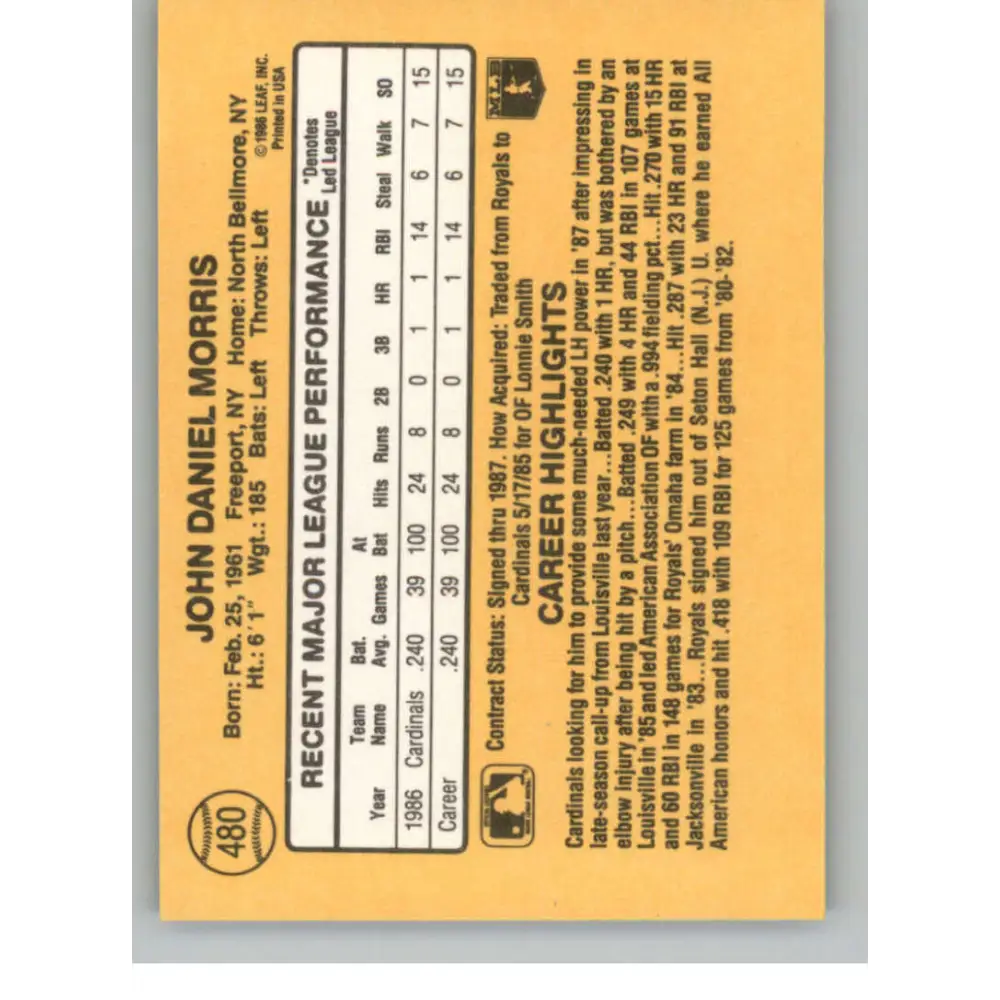 480
JOHN DANIEL MORRIS
Born: Feb. 25, 1961 Freeport, NY Home: North Bellmore, NY
Ht.: 6'1" Wgt.: 185 Bats: Left Throws: Left
©1986 LEAF, INC.
Printed in USA
RECENT MAJOR LEAGUE PERFORMANCE *Denotes Led League
Year Team Name Bat. Avg. Games At Bat Hits Runs 2B 3B HR RBI Steal Walk SO
1986 Cardinals .240 39 100 24 8 0 1 1 14 6 7 15
Career .240 39 100 24 8 0 1 1 14 6 7 15
Contract Status: Signed thru 1987. How Acquired: Traded from Royals to
Cardinals 5/17/85 for OF Lonnie Smith
MLB
CAREER HIGHLIGHTS
Cardinals looking for him to provide some much-needed LH power in '87 after impressing in
late-season call-up from Louisville last year...Batted .240 with 1 HR, but was bothered by an
elbow injury after being hit by a pitch...Batted .249 with 4 HR and 44 RBI in 107 games at
Louisville in '85 and led American Association OF with a .994 fielding pct...Hit .270 with 15 HR
and 60 RBI in 148 games for Royals' Omaha farm in '84...Hit .287 with 23 HR and 91 RBI at
Jacksonville in '83...Royals signed him out of Seton Hall (N.J.) U. where he earned All
American honors and hit .418 with 109 RBI for 125 games from '80-'82.